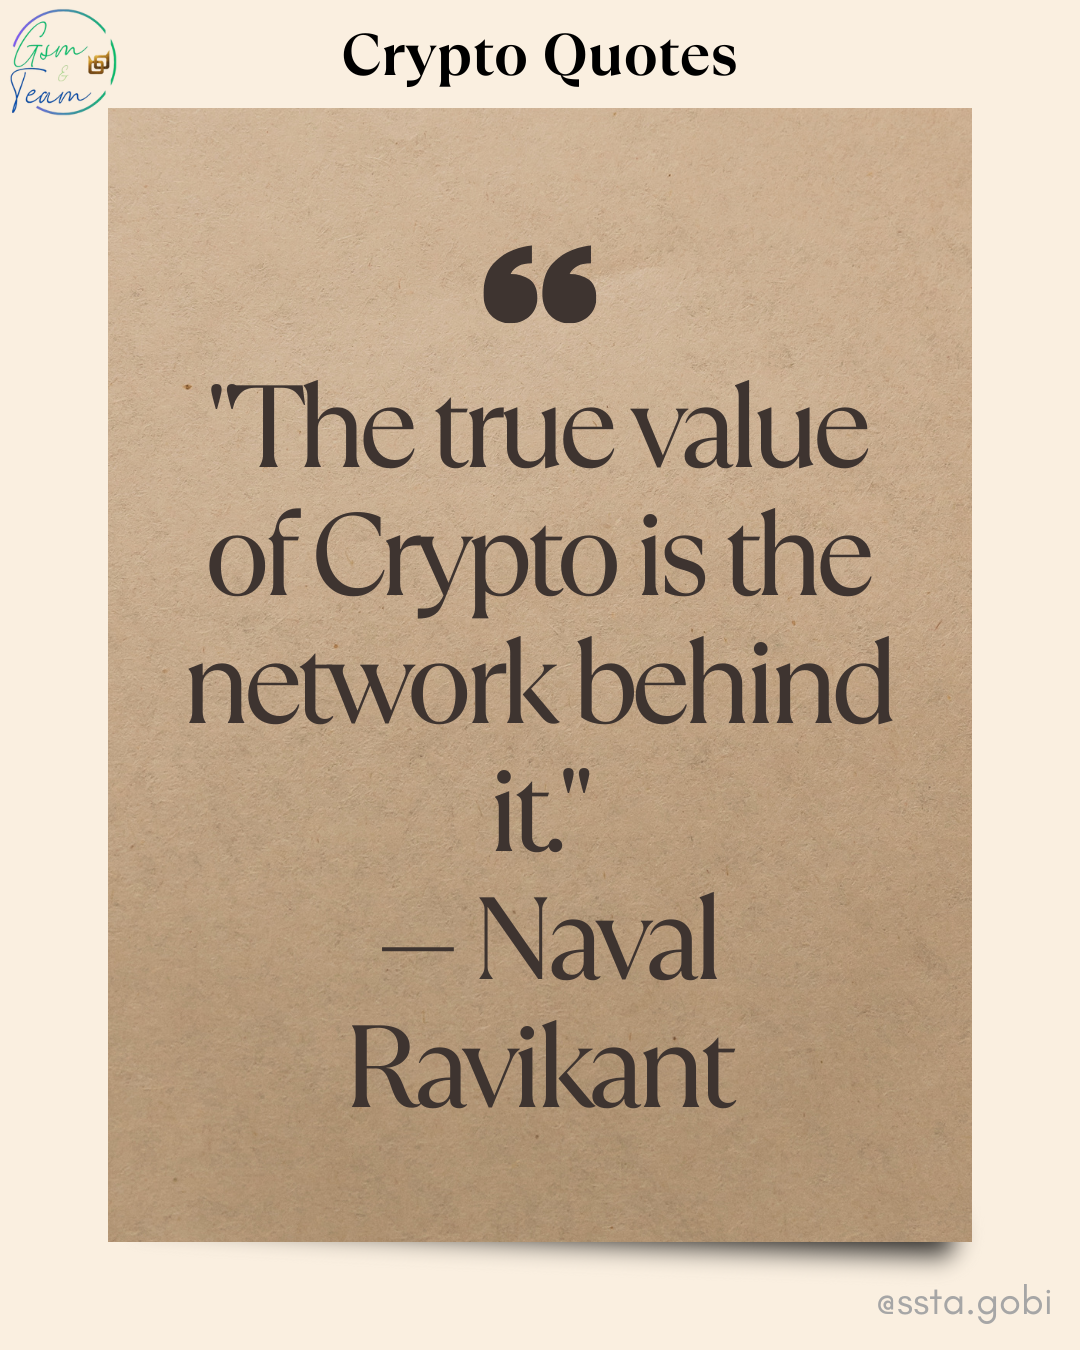 Gsm
&
Team
Crypto Quotes
“
"The true value
of Crypto is the
network behind
it."
— Naval
Ravikant
@ssta.gobi